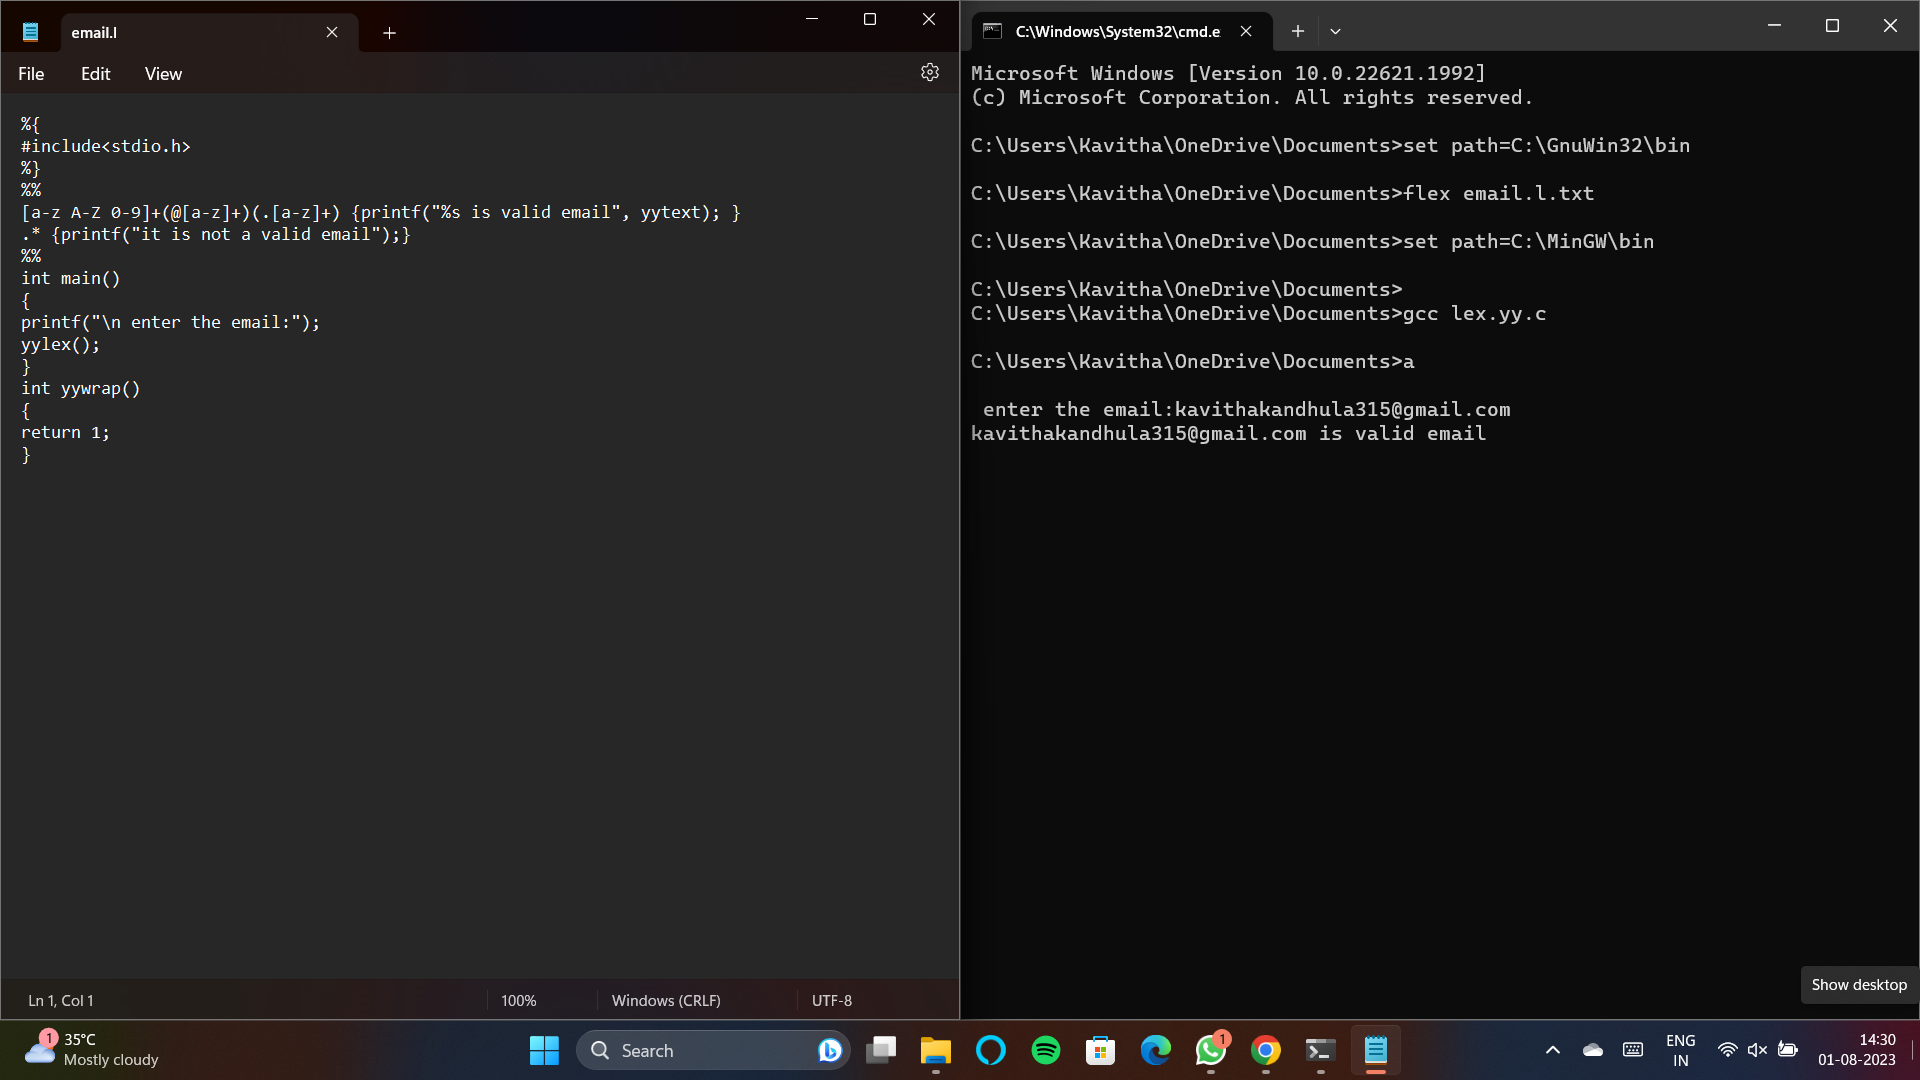 email.l
File Edit View
%{
#include<stdio.h>
%}
%%
[a-z A-Z 0-9]+(@[a-z]+)(.[a-z]+) {printf("%s is valid email", yytext); }
.* {printf("it is not a valid email");}
%%
int main()
{
printf("\n enter the email:");
yylex();
}
int yywrap()
{
return 1;
}
Ln 1, Col 1 100% Windows (CRLF) UTF-8
C:\Windows\System32\cmd.e
Microsoft Windows [Version 10.0.22621.1992]
(c) Microsoft Corporation. All rights reserved.
C:\Users\Kavitha\OneDrive\Documents>set path=C:\GnuWin32\bin
C:\Users\Kavitha\OneDrive\Documents>flex email.l.txt
C:\Users\Kavitha\OneDrive\Documents>set path=C:\MinGW\bin
C:\Users\Kavitha\OneDrive\Documents>
C:\Users\Kavitha\OneDrive\Documents>gcc lex.yy.c
C:\Users\Kavitha\OneDrive\Documents>a
enter the email:kavithakandhula315@gmail.com
kavithakandhula315@gmail.com is valid email
Show desktop
1
35°C
Mostly cloudy
Search
1
ENG
IN
14:30
01-08-2023